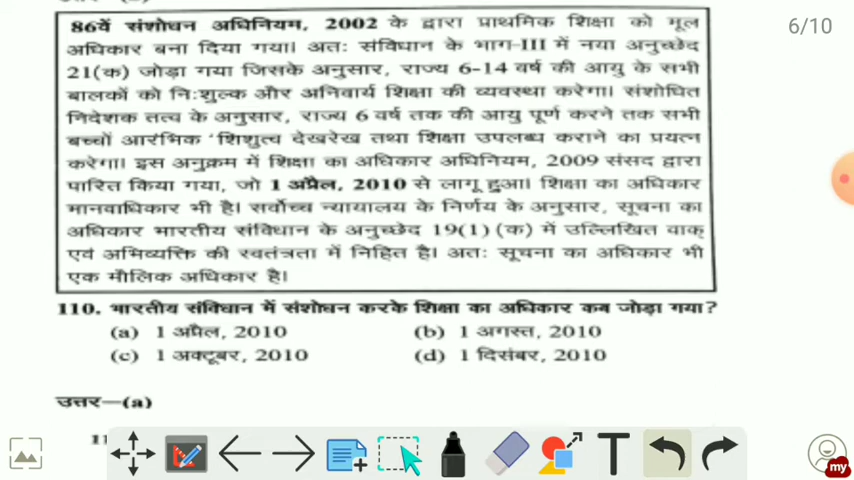 6/10
86वें संशोधन अधिनियम, 2002 के द्वारा प्राथमिक शिक्षा को मूल
अधिकार बना दिया गया। अतः संविधान के भाग-III में नया अनुच्छेद
21(क) जोड़ा गया जिसके अनुसार, राज्य 6-14 वर्ष की आयु के सभी
बालकों को निःशुल्क और अनिवार्य शिक्षा की व्यवस्था करेगा। संशोधित
निदेशक तत्व के अनुसार, राज्य 6 वर्ष तक की आयु पूर्ण करने तक सभी
बच्चों आरंभिक शिशुत्व देखरेख तथा शिक्षा उपलब्ध कराने का प्रयत्न
करेगा। इस अनुक्रम में शिक्षा का अधिकार अधिनियम, 2009 संसद द्वारा
पारित किया गया, जो 1 अप्रैल, 2010 से लागू हुआ। शिक्षा का अधिकार
मानवाधिकार भी है। सर्वोच्च न्यायालय के निर्णय के अनुसार, सूचना का
अधिकार भारतीय संविधान के अनुच्छेद 19(1) (क) में उल्लिखित वाक्
एवं अभिव्यक्ति की स्वतंत्रता में निहित है। अतः सूचना का अधिकार भी
एक मौलिक अधिकार है।
110. भारतीय संविधान में संशोधन करके शिक्षा का अधिकार कब जोड़ा गया?
(a) 1 अप्रैल, 2010 (b) 1 अगस्त, 2010
(c) 1 अक्टूबर, 2010 (d) 1 दिसंबर, 2010
उत्तर—(a)
T
my